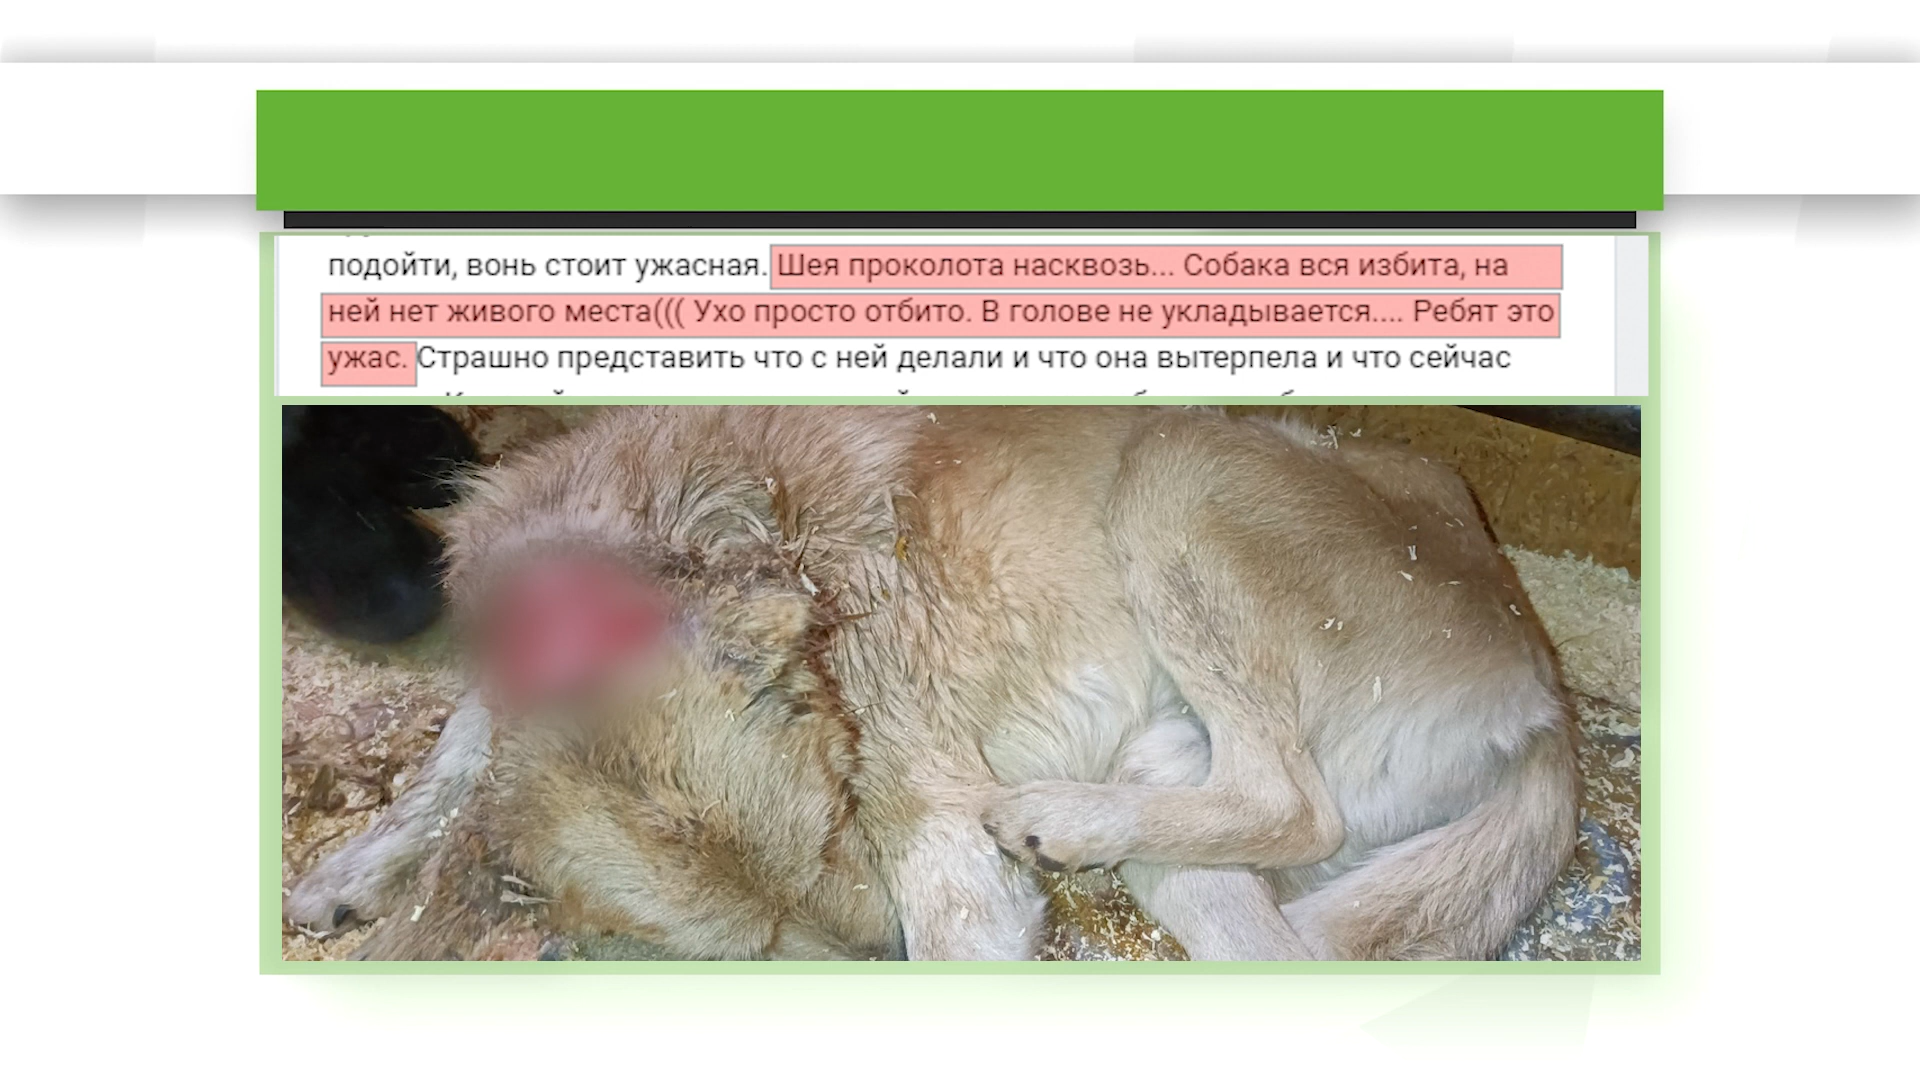 подойти, вонь стоит ужасная. Шея проколота насквозь... Собака вся избита, на
ней нет живого места((( Ухо просто отбито. В голове не укладывается.... Ребят это
ужас. Страшно представить что с ней делали и что она вытерпела и что сейчас